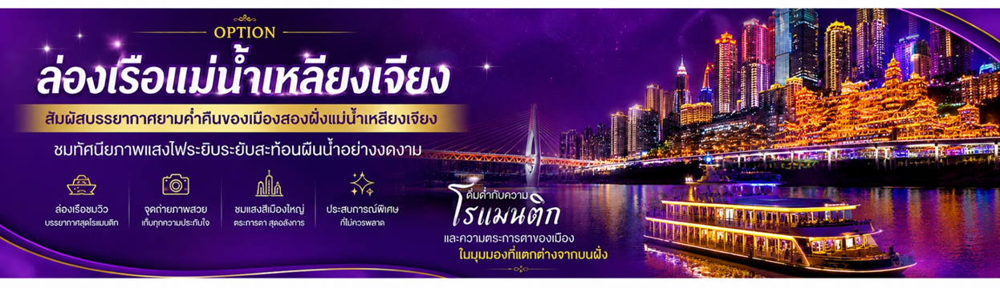 OPTION
ล่องเรือแม่น้ำเหลียงเจียง
สัมผัสบรรยากาศยามค่ำคืนของเมืองสองฝั่งแม่น้ำเหลียงเจียง
ชมทัศนียภาพแสงไฟระยิบระยับสะท้อนผืนน้ำอย่างงดงาม
ล่องเรือชมวิว
บรรยากาศสุดโรแมนติก
จุดถ่ายภาพสวย
เก็บทุกความประทับใจ
ชมแสงสีเมืองใหญ่
ตระการตา สุดอลังการ
ประสบการณ์พิเศษ
ที่ไม่ควรพลาด
ดื่มด่ำกับความ
โรแมนติก
และความตระการตาของเมือง
ในมุมมองที่แตกต่างจากบนฝั่ง